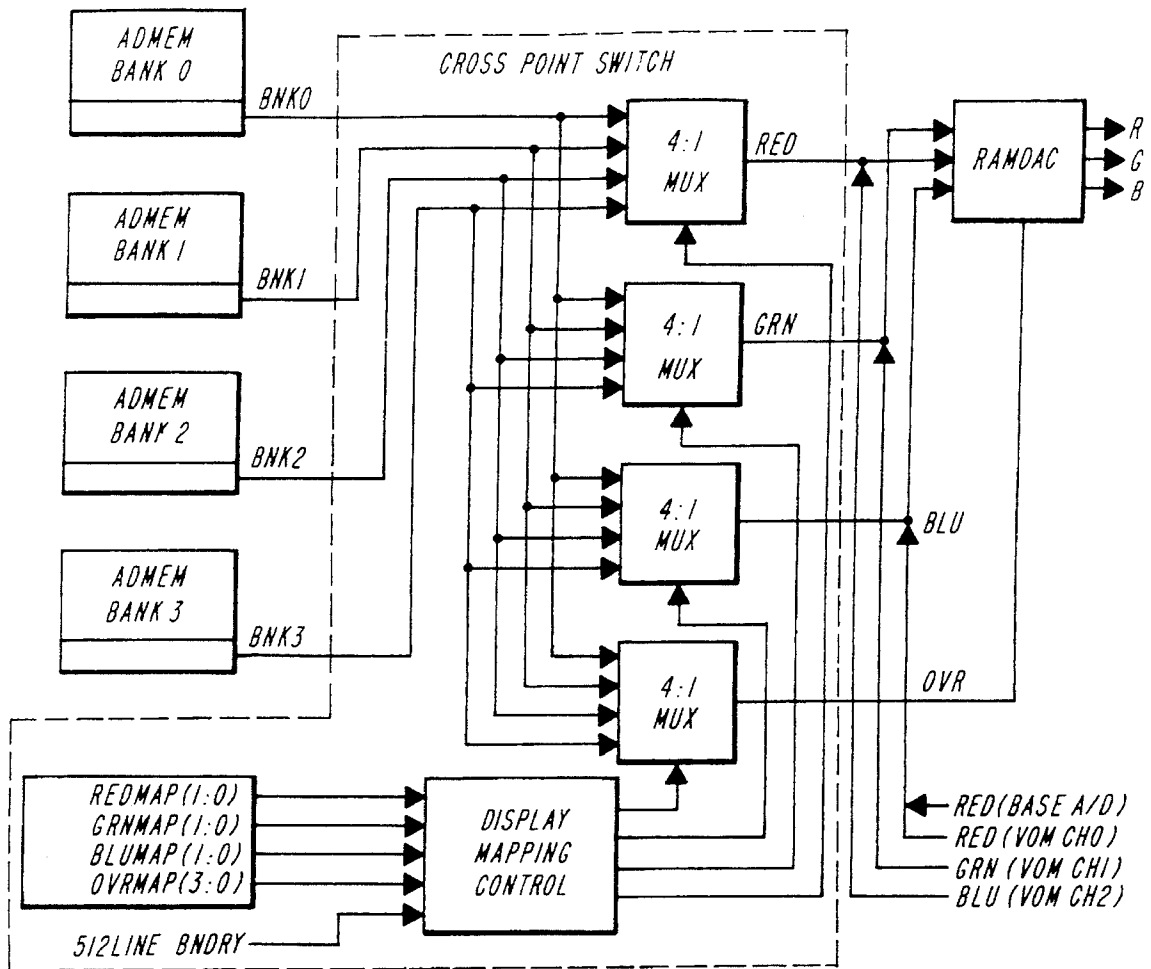 ADMEM
BANK 0
BNK0
CROSS POINT SWITCH
4:1
MUX
RED
RAMDAC
R
G
B
ADMEM
BANK 1
BNK1
4:1
MUX
GRN
ADMEM
BANK 2
BNK2
4:1
MUX
BLU
ADMEM
BANK 3
BNK3
4:1
MUX
OVR
REDMAP(1:0)
GRNMAP(1:0)
BLUMAP(1:0)
OVRMAP(3:0)
DISPLAY
MAPPING
CONTROL
RED(BASE A/D)
RED(VOM CH0)
GRN (VOM CH1)
BLU (VOM CH2)
512LINE BNDRY